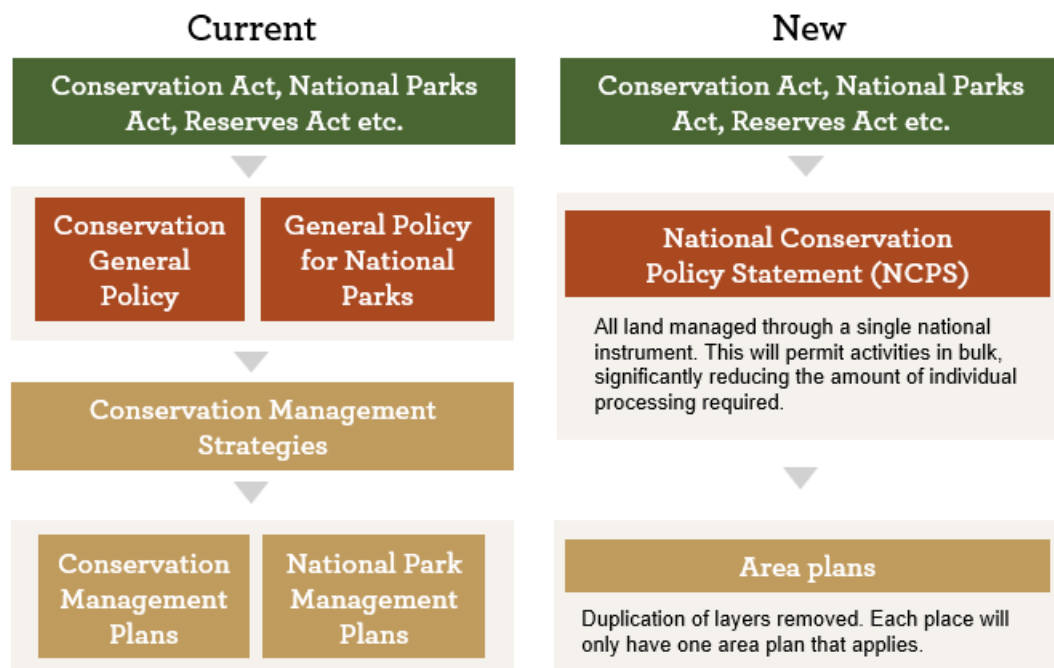 Current
Conservation Act, National Parks
Act, Reserves Act etc.
Conservation
General
Policy
General Policy
for National
Parks
Conservation Management
Strategies
Conservation
Management
Plans
National Park
Management
Plans
New
Conservation Act, National Parks
Act, Reserves Act etc.
National Conservation
Policy Statement (NCPS)
All land managed through a single national
instrument. This will permit activities in bulk,
significantly reducing the amount of individual
processing required.
Area plans
Duplication of layers removed. Each place will
only have one area plan that applies.